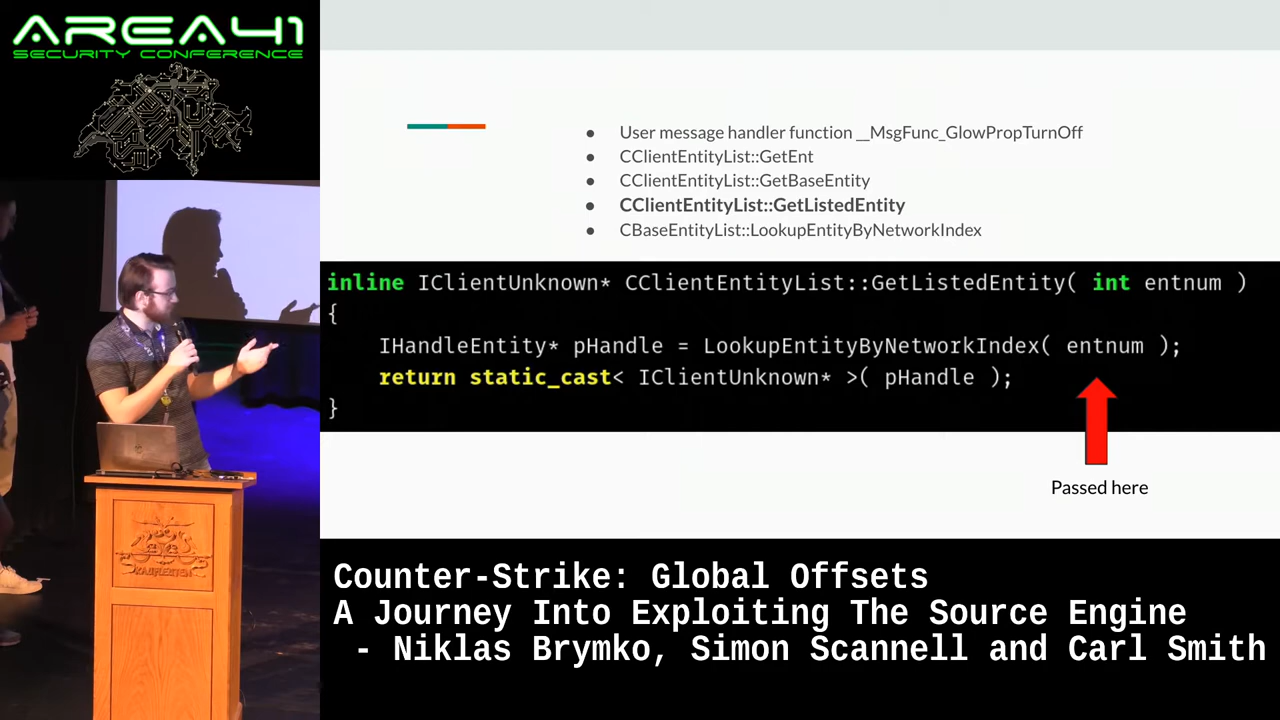 AREA41
SECURITY CONFERENCE
● User message handler function __MsgFunc_GlowPropTurnOff
● CClientEntityList::GetEnt
● CClientEntityList::GetBaseEntity
● CClientEntityList::GetListedEntity
● CBaseEntityList::LookupEntityByNetworkIndex
inline IClientUnknown* CClientEntityList::GetListedEntity( int entnum )
{
IHandleEntity* pHandle = LookupEntityByNetworkIndex( entnum );
return static_cast< IClientUnknown* >( pHandle );
}
Passed here
Counter-Strike: Global Offsets
A Journey Into Exploiting The Source Engine
- Niklas Brymko, Simon Scannell and Carl Smith